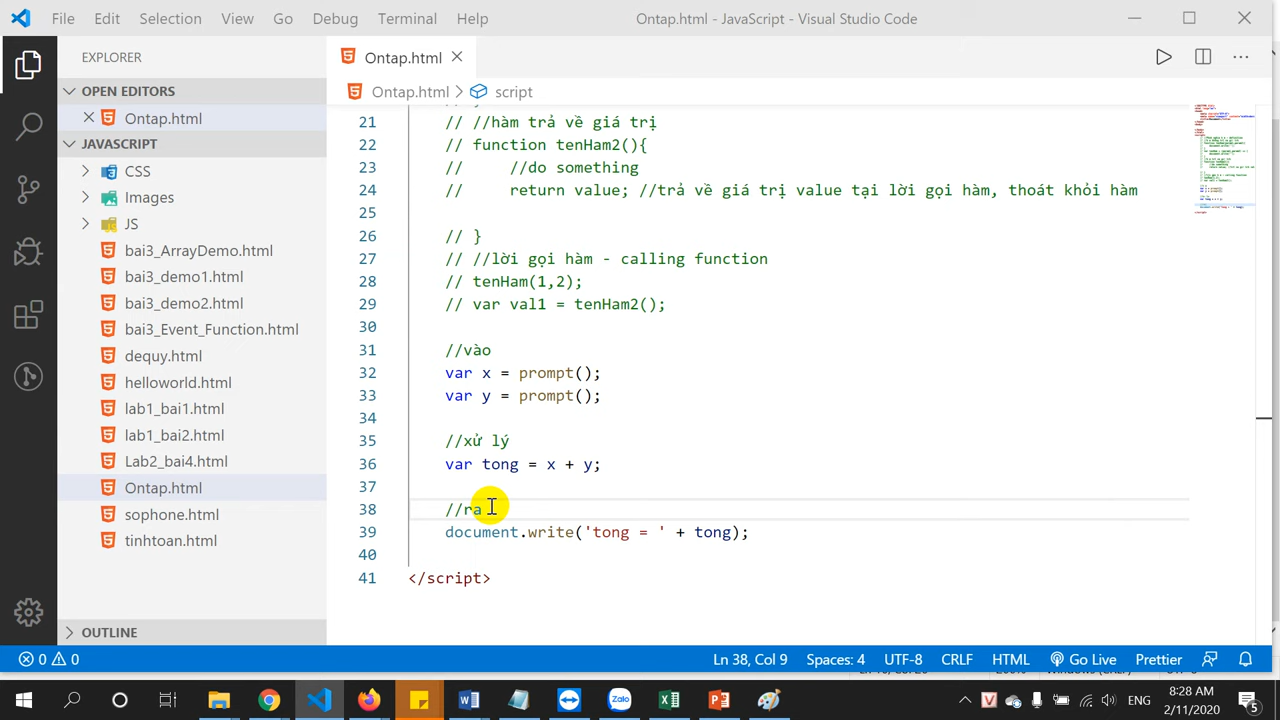 File Edit Selection View Go Debug Terminal Help Ontap.html - JavaScript - Visual Studio Code
EXPLORER
OPEN EDITORS
Ontap.html
JAVASCRIPT
CSS
Images
JS
bai3_ArrayDemo.html
bai3_demo1.html
bai3_demo2.html
bai3_Event_Function.html
dequy.html
helloworld.html
lab1_bai1.html
lab1_bai2.html
Lab2_bai4.html
Ontap.html
sophone.html
tinhtoan.html
OUTLINE
Ontap.html
Ontap.html > script
21 // //hàm trả về giá trị
22 // function tenHam2(){
23 // //do something
24 // return value; //trả về giá trị value tại lời gọi hàm, thoát khỏi hàm
25
26 // }
27 // //lời gọi hàm - calling function
28 // tenHam(1,2);
29 // var val1 = tenHam2();
30
31 //vào
32 var x = prompt();
33 var y = prompt();
34
35 //xử lý
36 var tong = x + y;
37
38 //ra
39 document.write('tong = ' + tong);
40
41 </script>
0 0 Ln 38, Col 9 Spaces: 4 UTF-8 CRLF HTML Go Live Prettier
ENG 8:28 AM
2/11/2020 5